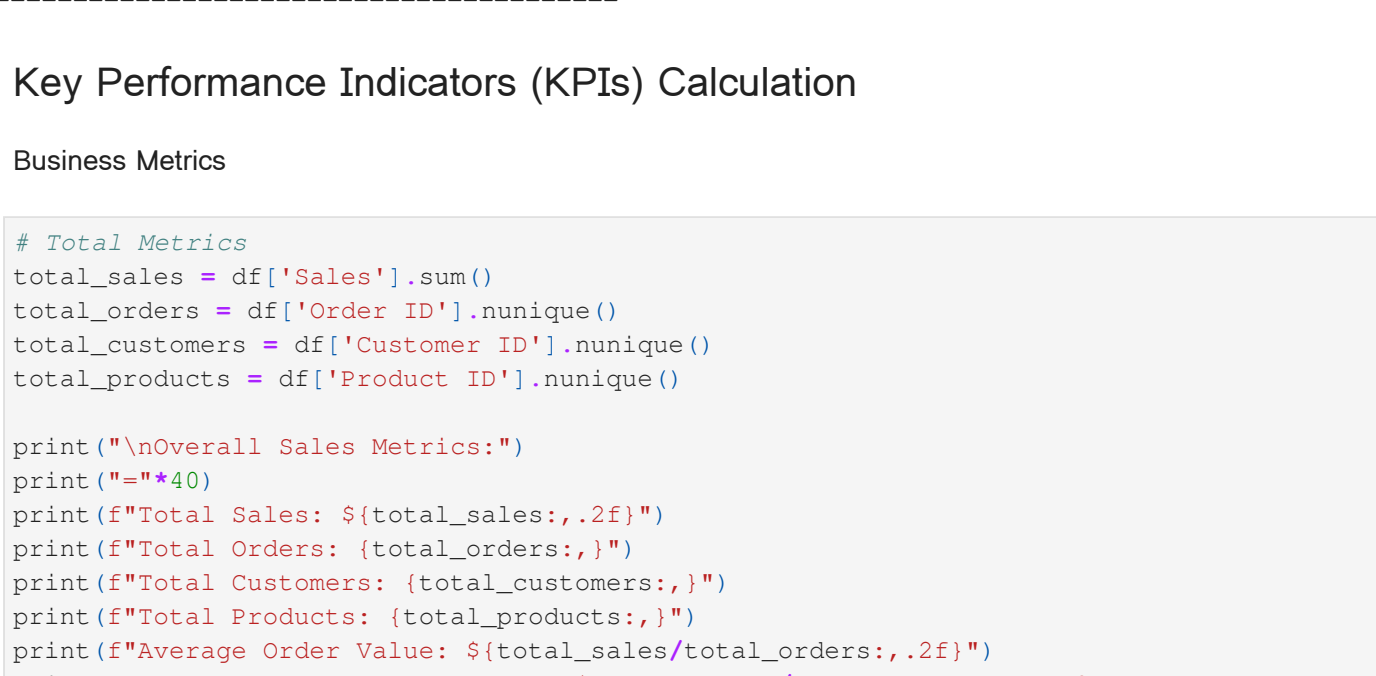 Key Performance Indicators (KPIs) Calculation
Business Metrics
# Total Metrics
total_sales = df['Sales'].sum()
total_orders = df['Order ID'].nunique()
total_customers = df['Customer ID'].nunique()
total_products = df['Product ID'].nunique()
print("\nOverall Sales Metrics:")
print("="*40)
print(f"Total Sales: ${total_sales:,.2f}")
print(f"Total Orders: {total_orders:,}")
print(f"Total Customers: {total_customers:,}")
print(f"Total Products: {total_products:,}")
print(f"Average Order Value: ${total_sales/total_orders:,.2f}")